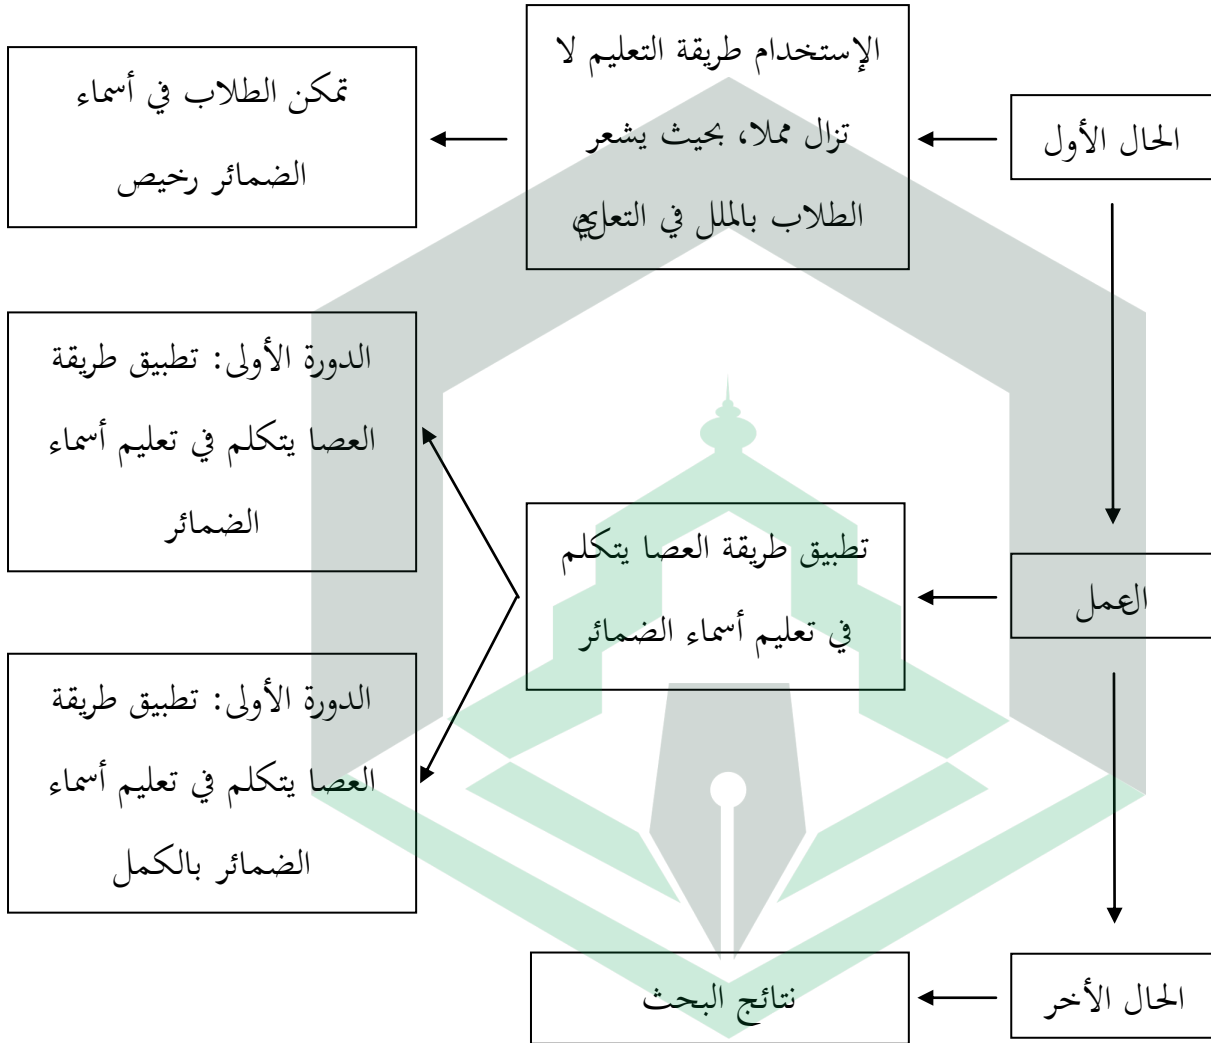 الحال الأول
الإستخدام طريقة التعليم لا
تزال مملا، بحيث يشعر
الطلاب بالملل في التعليم
تمكن الطلاب في أسماء
الضمائر رخيص
العمل
تطبيق طريقة العصا يتكلم
في تعليم أسماء الضمائر
الدورة الأولى: تطبيق طريقة
العصا يتكلم في تعليم أسماء
الضمائر
الدورة الأولى: تطبيق طريقة
العصا يتكلم في تعليم أسماء
الضمائر بالكمل
الحال الأخر
نتائج البحث